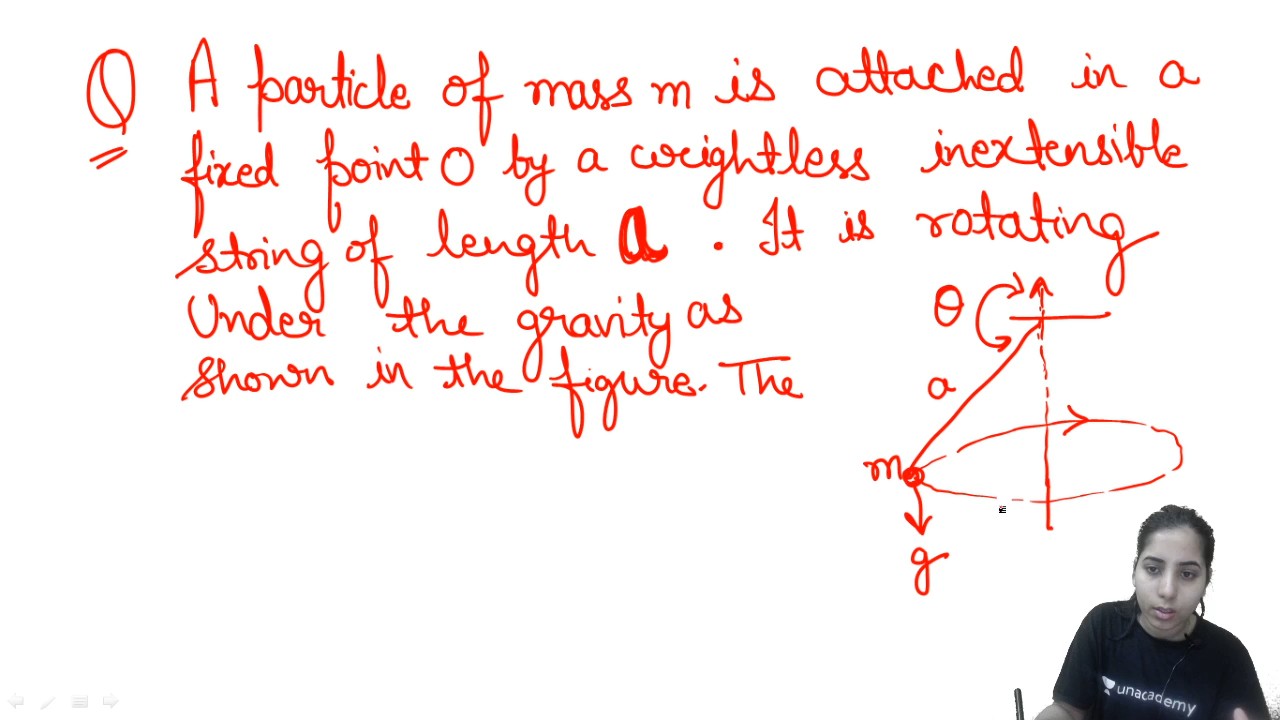 Q A particle of mass m is attached in a
fixed point O by a weightless inextensible
string of length a. It is rotating
Under the gravity as
shown in the figure. The
θ
a
m
g
unacademy